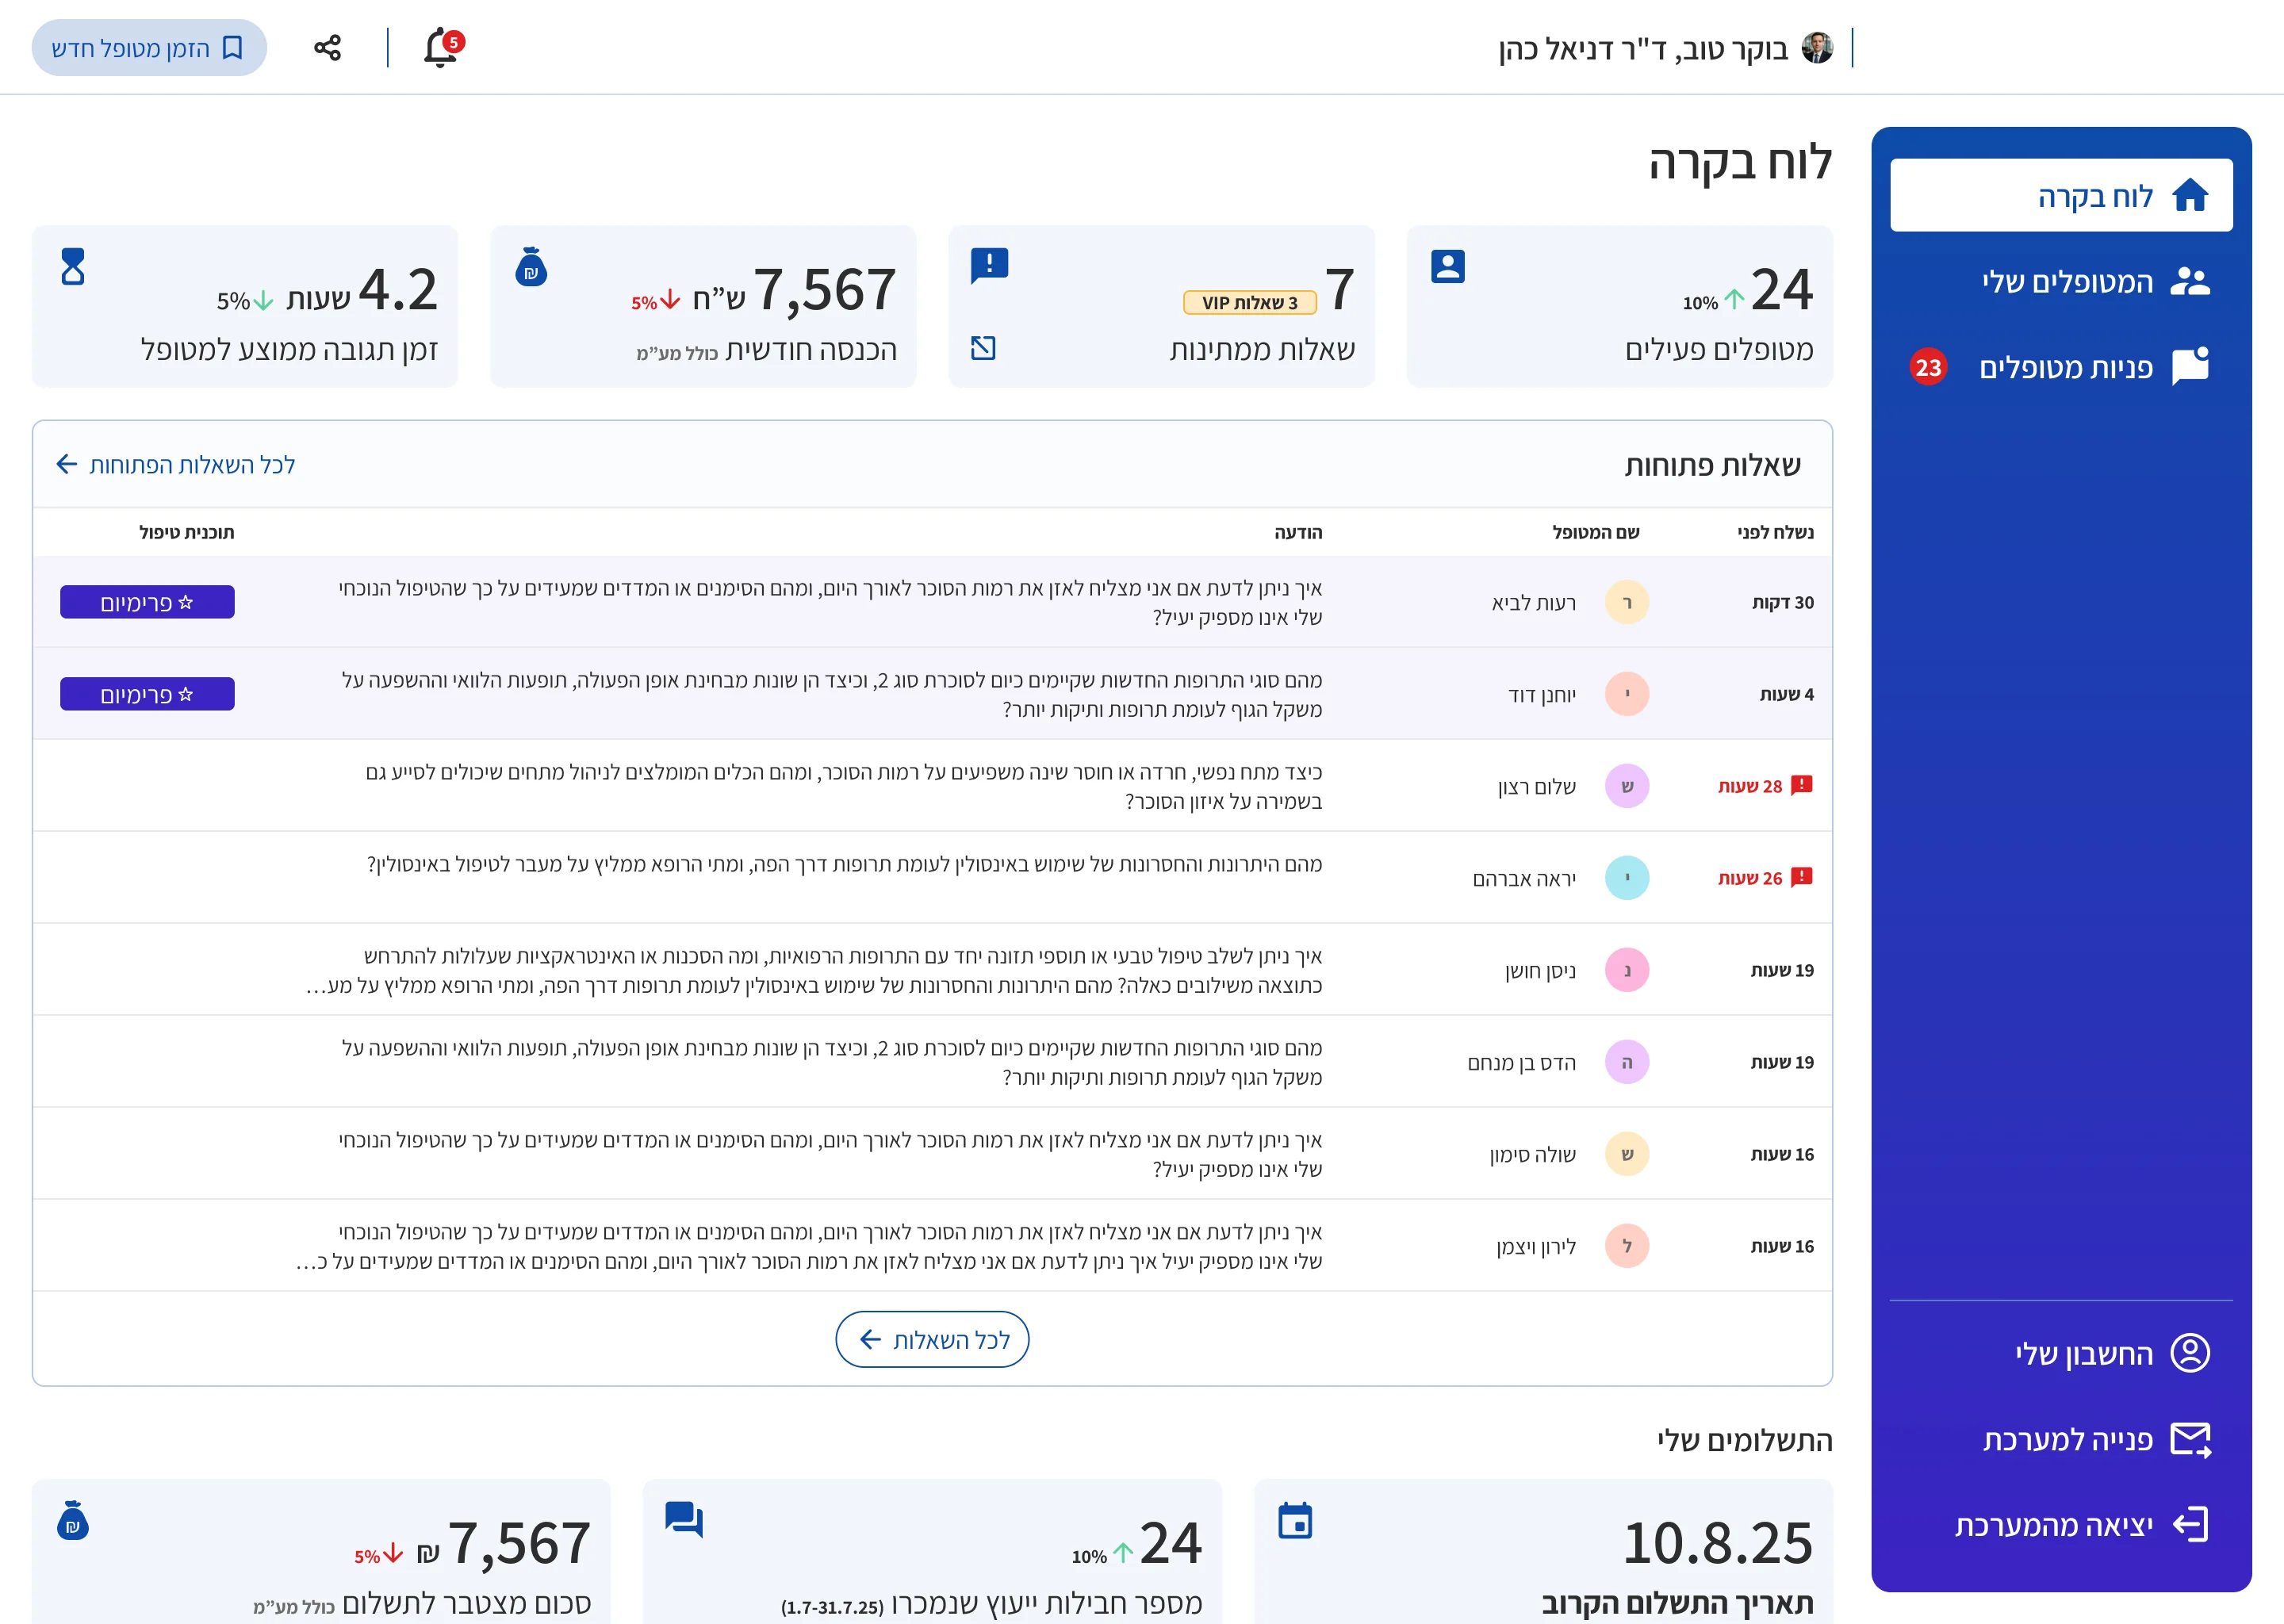 בוקר טוב, ד"ר דניאל כהן
5
הזמן מטופל חדש
לוח בקרה
המטופלים שלי
פניות מטופלים
23
החשבון שלי
פנייה למערכת
יציאה מהמערכת
לוח בקרה
24 10%
מטופלים פעילים
7 3 שאלות VIP
שאלות ממתינות
7,567 ש”ח 5%
הכנסה חודשית כולל מע”מ
4.2 שעות 5%
זמן תגובה ממוצע למטופל
שאלות פתוחות
לכל השאלות הפתוחות
נשלח לפני שם המטופל הודעה תוכנית טיפול
30 דקות
ר
רעות לביא
איך ניתן לדעת אם אני מצליח לאזן את רמות הסוכר לאורך היום, ומהם הסימנים או המדדים שמעידים על כך שהטיפול הנוכחי
שלי אינו מספיק יעיל?
פרימיום
4 שעות
י
יוחנן דוד
מהם סוגי התרופות החדשות שקיימים כיום לסוכרת סוג 2, וכיצד הן שונות מבחינת אופן הפעולה, תופעות הלוואי וההשפעה על
משקל הגוף לעומת תרופות ותיקות יותר?
פרימיום
28 שעות
ש
שלום רצון
כיצד מתח נפשי, חרדה או חוסר שינה משפיעים על רמות הסוכר, ומהם הכלים המומלצים לניהול מתחים שיכולים לסייע גם
בשמירה על איזון הסוכר?
26 שעות
י
יראה אברהם
מהם היתרונות והחסרונות של שימוש באינסולין לעומת תרופות דרך הפה, ומתי הרופא ממליץ על מעבר לטיפול באינסולין?
19 שעות
נ
ניסן חושן
איך ניתן לשלב טיפול טבעי או תוספי תזונה יחד עם התרופות הרפואיות, ומה הסכנות או האינטראקציות שעלולות להתרחש
כתוצאה משילובים כאלה? מהם היתרונות והחסרונות של שימוש באינסולין לעומת תרופות דרך הפה, ומתי הרופא ממליץ על מע...
19 שעות
ה
הדס בן מנחם
מהם סוגי התרופות החדשות שקיימים כיום לסוכרת סוג 2, וכיצד הן שונות מבחינת אופן הפעולה, תופעות הלוואי וההשפעה על
משקל הגוף לעומת תרופות ותיקות יותר?
16 שעות
ש
שולה סימון
איך ניתן לדעת אם אני מצליח לאזן את רמות הסוכר לאורך היום, ומהם הסימנים או המדדים שמעידים על כך שהטיפול הנוכחי
שלי אינו מספיק יעיל?
16 שעות
ל
לירון ויצמן
איך ניתן לדעת אם אני מצליח לאזן את רמות הסוכר לאורך היום, ומהם הסימנים או המדדים שמעידים על כך שהטיפול הנוכחי
שלי אינו מספיק יעיל איך ניתן לדעת אם אני מצליח לאזן את רמות הסוכר לאורך היום, ומהם הסימנים או המדדים שמעידים על כ...
לכל השאלות
התשלומים שלי
10.8.25
תאריך התשלום הקרוב
24 10%
מספר חבילות ייעוץ שנמכרו (1.7-31.7.25)
7,567 ₪ 5%
סכום מצטבר לתשלום כולל מע”מ